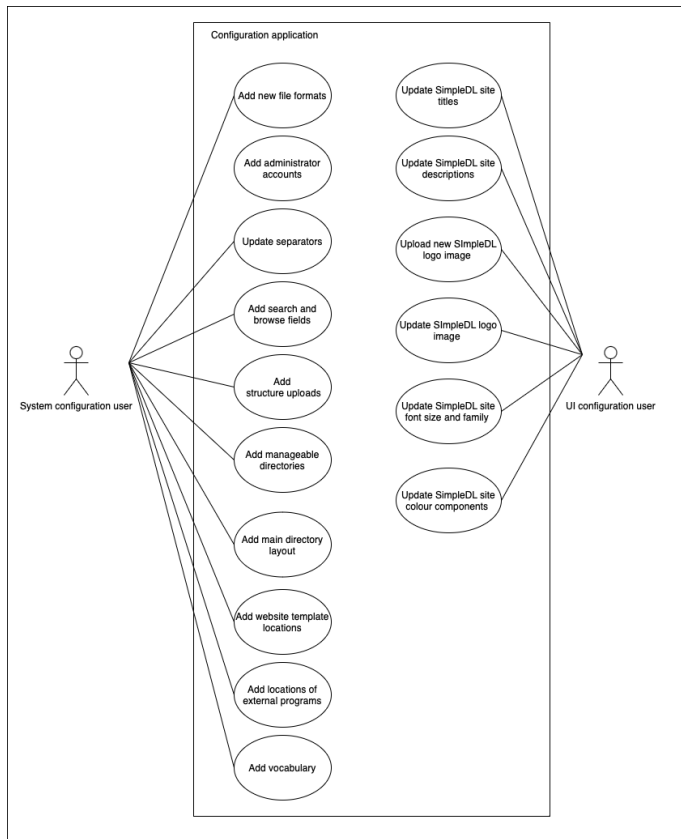 Configuration application
Add new file formats
Add administrator
accounts
Update separators
Add search and
browse fields
Add
structure uploads
Add manageable
directories
Add main directory
layout
Add website template
locations
Add locations of
external programs
Add vocabulary
Update SimpleDL site
titles
Update SimpleDL site
descriptions
Upload new SImpleDL
logo image
Update SImpleDL logo
image
Update SimpleDL site
font size and family
Update SimpleDL site
colour components
System configuration user
UI configuration user